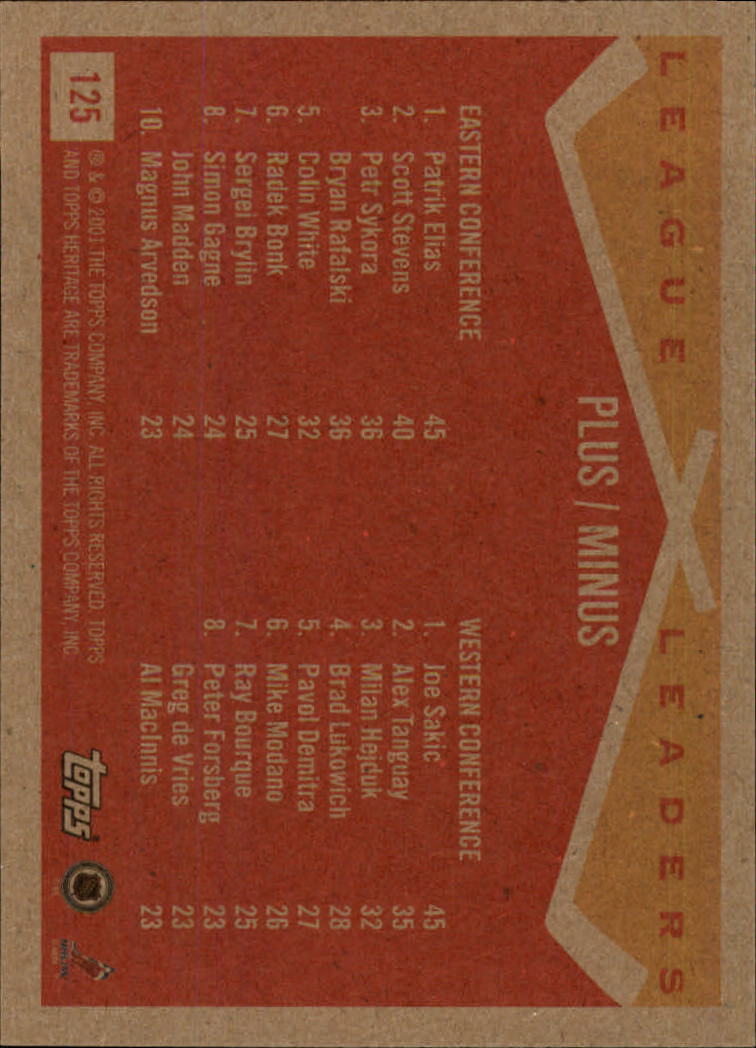 LEAGUE LEADERS
PLUS / MINUS
EASTERN CONFERENCE
1. Patrik Elias 45
2. Scott Stevens 40
3. Petr Sykora 36
Bryan Rafalski 36
5. Colin White 32
6. Radek Bonk 27
7. Sergei Brylin 25
8. Simon Gagne 24
John Madden 24
10. Magnus Arvedson 23
WESTERN CONFERENCE
1. Joe Sakic 45
2. Alex Tanguay 35
3. Milan Hejduk 32
4. Brad Lukowich 28
5. Pavol Demitra 27
6. Mike Modano 26
7. Ray Bourque 25
8. Peter Forsberg 23
Greg de Vries 23
Al MacInnis 23
125
® & © 2001 THE TOPPS COMPANY, INC. ALL RIGHTS RESERVED. TOPPS
AND TOPPS HERITAGE ARE TRADEMARKS OF THE TOPPS COMPANY, INC.
topps